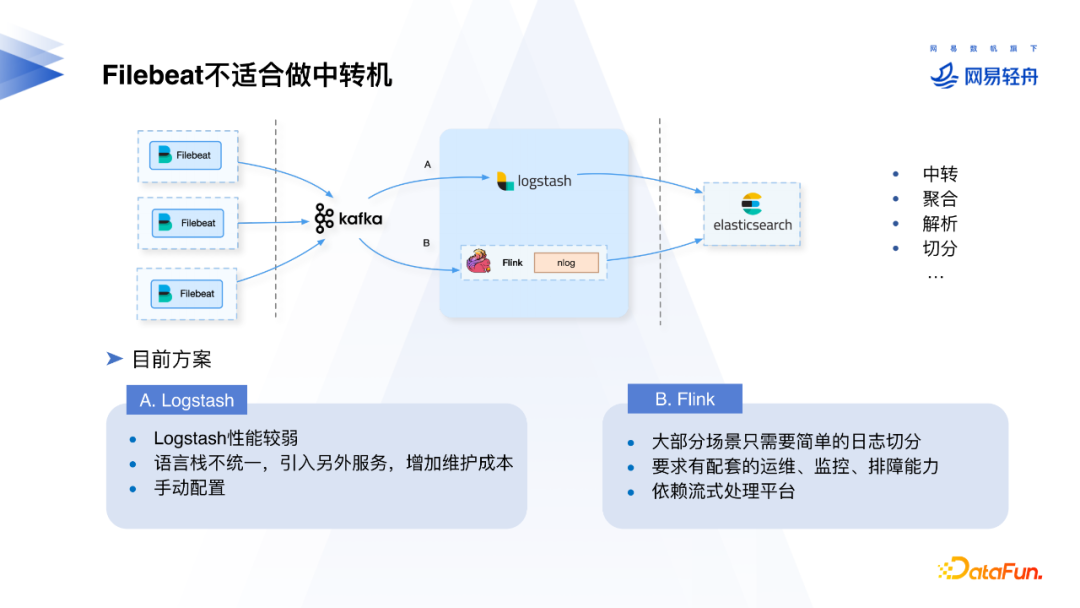 网易数帆旗下
网易轻舟
Filebeat不适合做中转机
Filebeat
Filebeat
Filebeat
kafka
A
B
logstash
Flink
nlog
elasticsearch
• 中转
• 聚合
• 解析
• 切分
…
➤ 目前方案
A. Logstash
• Logstash性能较弱
• 语言栈不统一，引入另外服务，增加维护成本
• 手动配置
B. Flink
• 大部分场景只需要简单的日志切分
• 要求有配套的运维、监控、排障能力
• 依赖流式处理平台
DataFun.